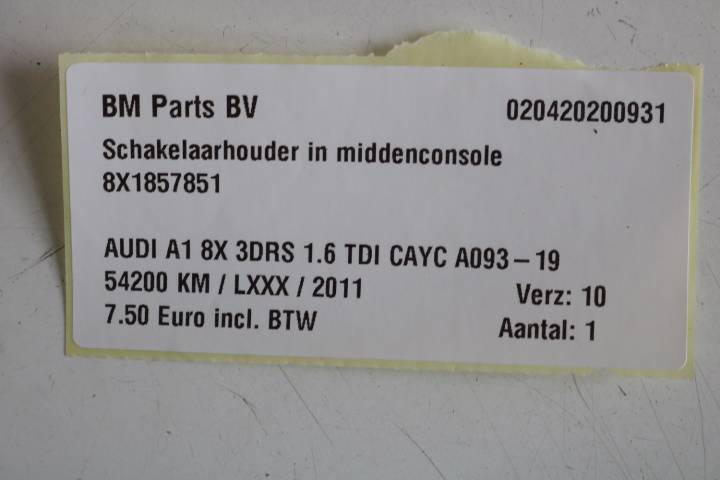 BM Parts BV 020420200931
Schakelaarhouder in middenconsole
8X1857851
AUDI A1 8X 3DRS 1.6 TDI CAYC A093-19
54200 KM / LXXX / 2011 Verz: 10
7.50 Euro incl. BTW Aantal: 1